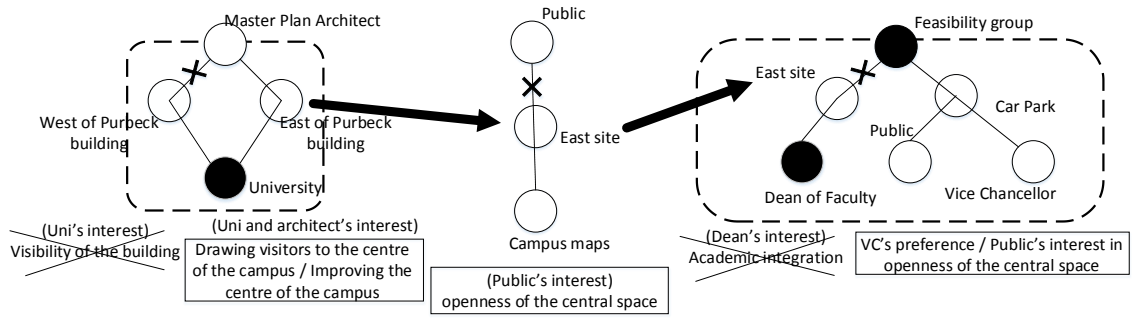 Master Plan Architect
West of Purbeck
building
East of Purbeck
building
University
(Uni's interest)
Visibility of the building
(Uni and architect's interest)
Drawing visitors to the centre
of the campus / Improving the
centre of the campus
Public
East site
Campus maps
(Public's interest)
openness of the central space
Feasibility group
East site
Car Park
Public
Dean of Faculty
Vice Chancellor
(Dean's interest)
Academic integration
VC's preference / Public's interest in
openness of the central space